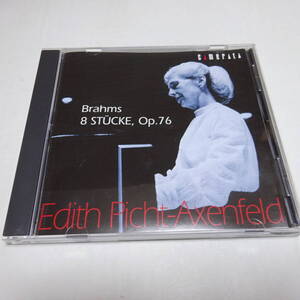 CAMERATA
Brahms
8 STÜCKE, Op.76
Edith Picht-Axenfeld